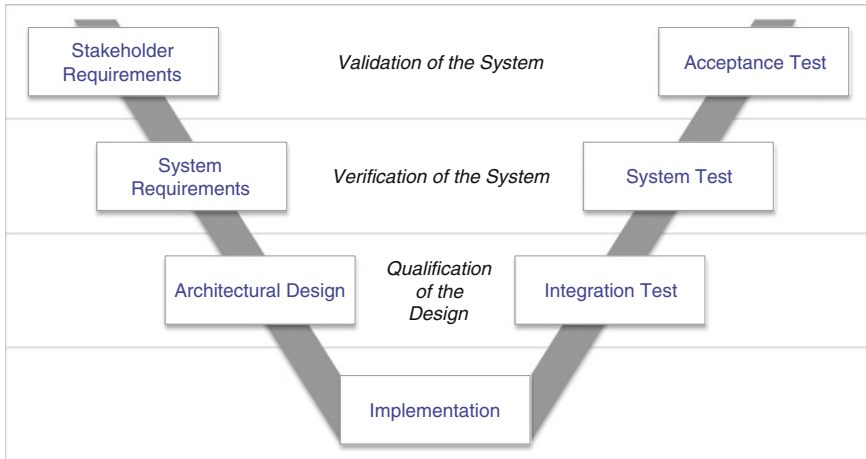 Stakeholder
Requirements
Validation of the System
Acceptance Test
System
Requirements
Verification of the System
System Test
Architectural Design
Qualification
of the
Design
Integration Test
Implementation